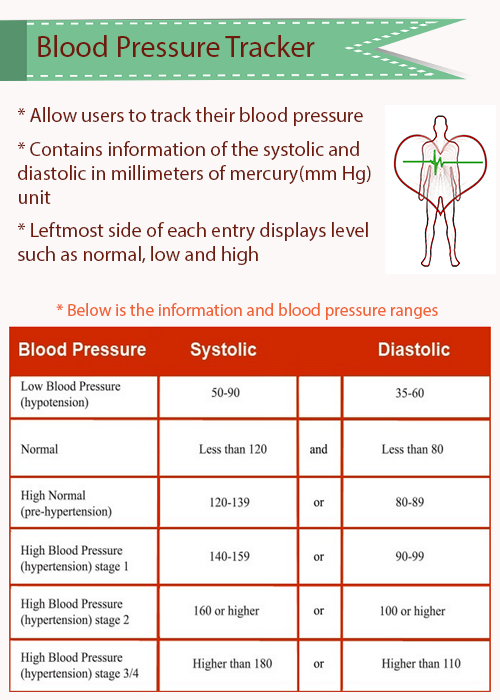 Blood Pressure Tracker
* Allow users to track their blood pressure
* Contains information of the systolic and
diastolic in millimeters of mercury(mm Hg)
unit
* Leftmost side of each entry displays level
such as normal, low and high
* Below is the information and blood pressure ranges
Blood Pressure Systolic Diastolic
Low Blood Pressure
(hypotension) 50-90 35-60
Normal Less than 120 and Less than 80
High Normal
(pre-hypertension) 120-139 or 80-89
High Blood Pressure
(hypertension) stage 1 140-159 or 90-99
High Blood Pressure
(hypertension) stage 2 160 or higher or 100 or higher
High Blood Pressure
(hypertension) stage 3/4 Higher than 180 or Higher than 110